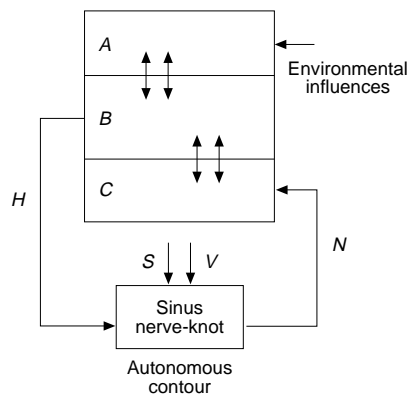 A
Environmental
influences
B
C
H
N
S V
Sinus
nerve-knot
Autonomous
contour